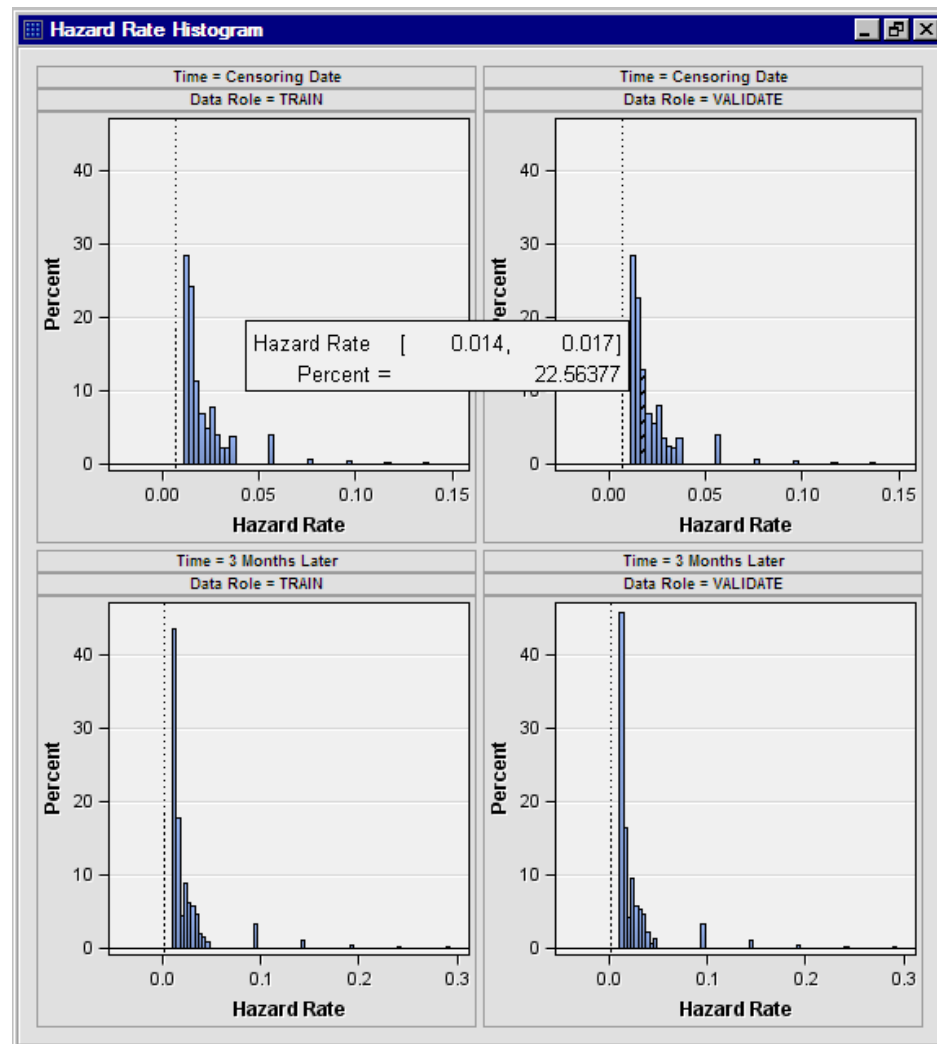 Hazard Rate Histogram
Time = Censoring Date
Data Role = TRAIN
40
30
20
10
0
Percent
0.00 0.05 0.10 0.15
Hazard Rate
Time = Censoring Date
Data Role = VALIDATE
40
30
20
10
0
Percent
0.00 0.05 0.10 0.15
Hazard Rate
Hazard Rate [ 0.014, 0.017]
Percent = 22.56377
Time = 3 Months Later
Data Role = TRAIN
40
30
20
10
0
Percent
0.0 0.1 0.2 0.3
Hazard Rate
Time = 3 Months Later
Data Role = VALIDATE
40
30
20
10
0
Percent
0.0 0.1 0.2 0.3
Hazard Rate